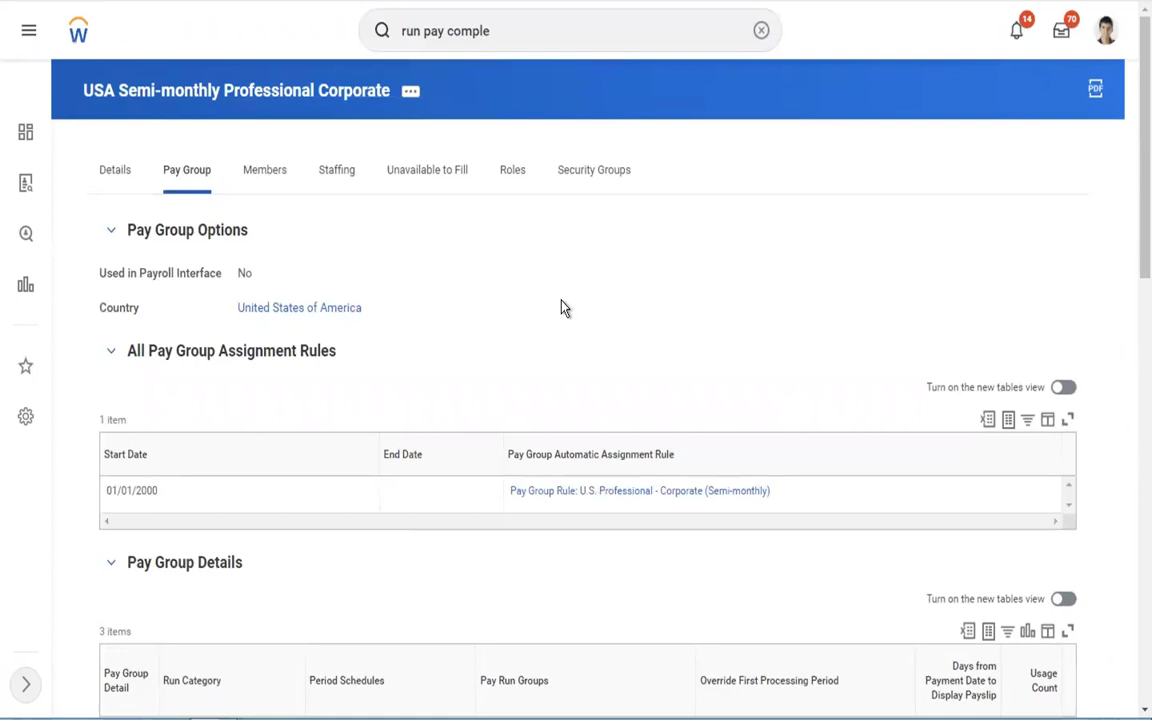 run pay comple
14
70
W
USA Semi-monthly Professional Corporate
PDF
Details
Pay Group
Members
Staffing
Unavailable to Fill
Roles
Security Groups
Pay Group Options
Used in Payroll Interface No
Country United States of America
All Pay Group Assignment Rules
Turn on the new tables view
1 item
Start Date
End Date
Pay Group Automatic Assignment Rule
01/01/2000
Pay Group Rule: U.S. Professional - Corporate (Semi-monthly)
Pay Group Details
Turn on the new tables view
3 items
Pay Group
Detail
Run Category
Period Schedules
Pay Run Groups
Override First Processing Period
Days from
Payment Date to
Display Payslip
Usage
Count